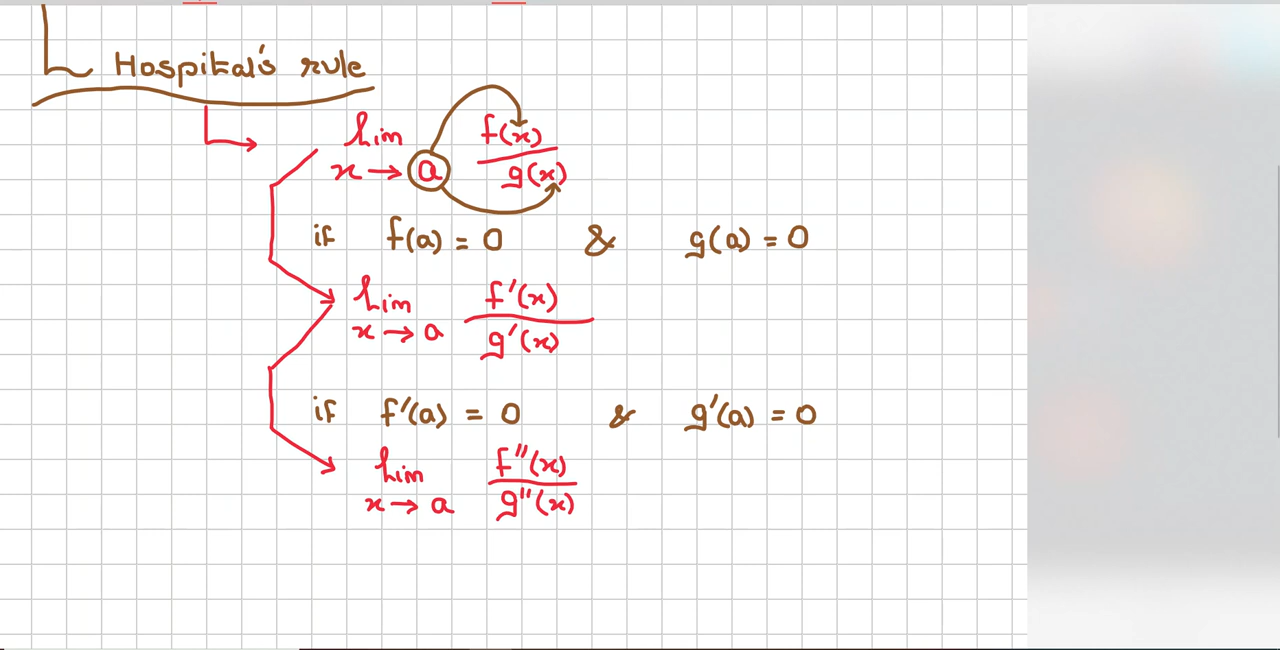 Hospital's rule
lim x → a f(x) / g(x)
if f(a) = 0 & g(a) = 0
lim x → a f'(x) / g'(x)
if f'(a) = 0 & g'(a) = 0
lim x → a f''(x) / g''(x)